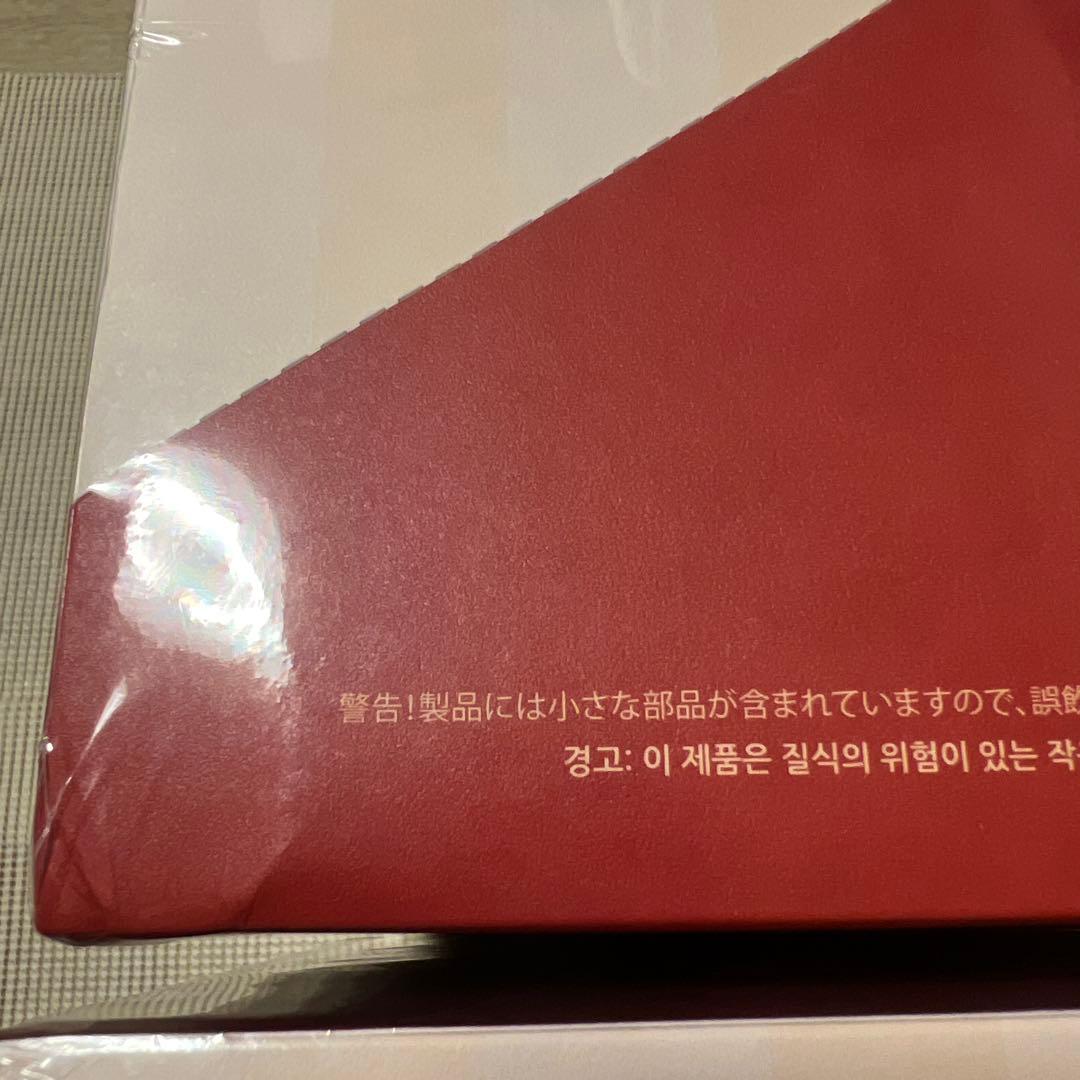 警告!製品には小さな部品が含まれていますので、誤飲
경고: 이 제품은 질식의 위험이 있는 작